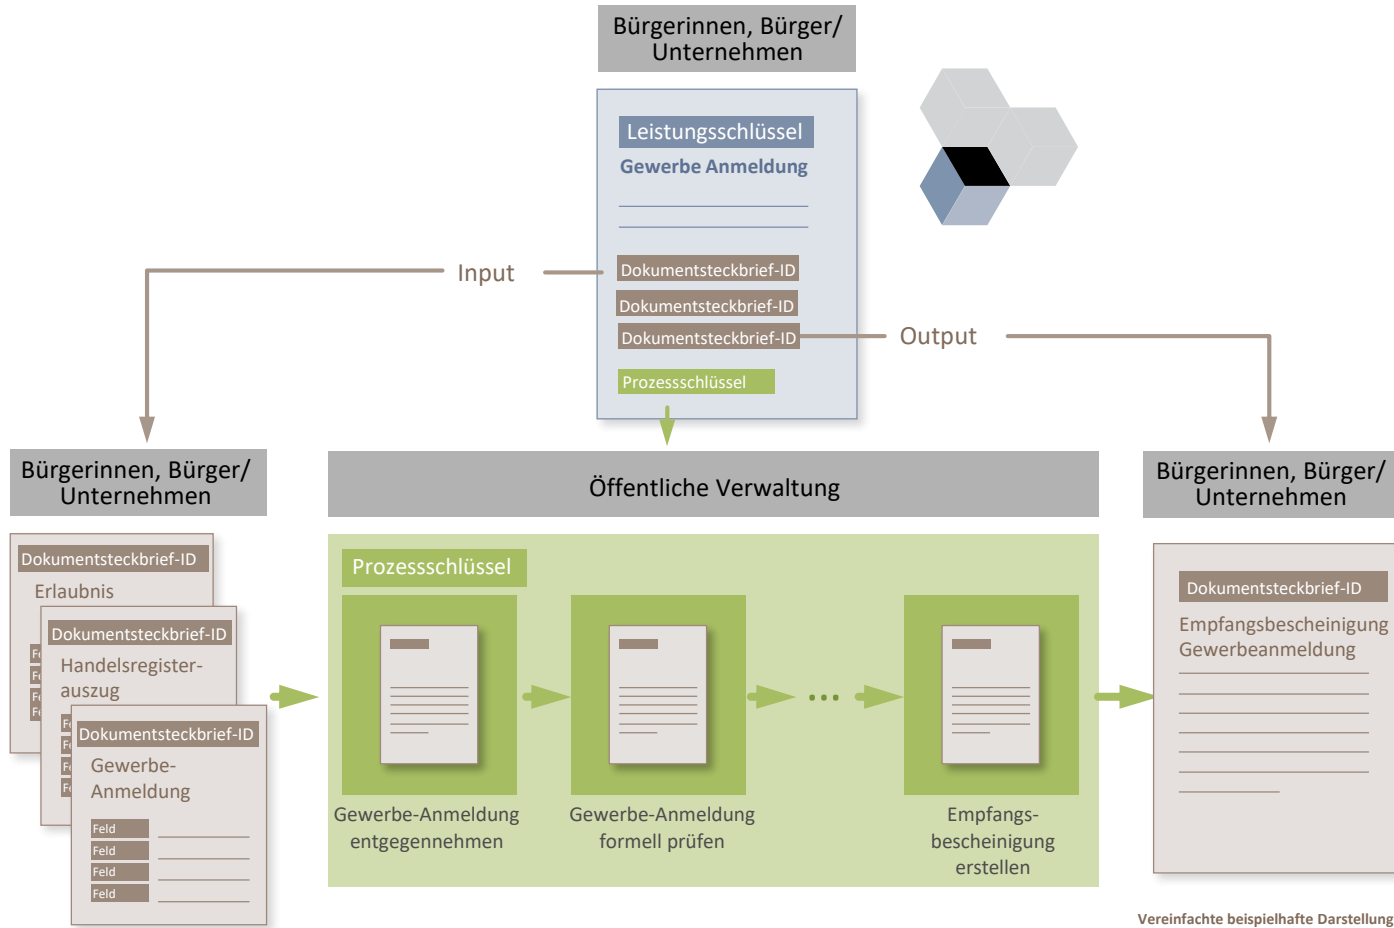 Bürgerinnen, Bürger/
Unternehmen
Leistungsschlüssel
Gewerbe Anmeldung
Input
Dokumentsteckbrief-ID
Dokumentsteckbrief-ID
Dokumentsteckbrief-ID
Output
Prozessschlüssel
Bürgerinnen, Bürger/
Unternehmen
Dokumentsteckbrief-ID
Erlaubnis
Dokumentsteckbrief-ID
Handelsregister-
auszug
Dokumentsteckbrief-ID
Gewerbe-
Anmeldung
Feld
Feld
Feld
Feld
Öffentliche Verwaltung
Prozessschlüssel
Gewerbe-Anmeldung
entgegennehmen
Gewerbe-Anmeldung
formell prüfen
...
Empfangs-
bescheinigung
erstellen
Bürgerinnen, Bürger/
Unternehmen
Dokumentsteckbrief-ID
Empfangsbescheinigung
Gewerbeanmeldung
Vereinfachte beispielhafte Darstellung